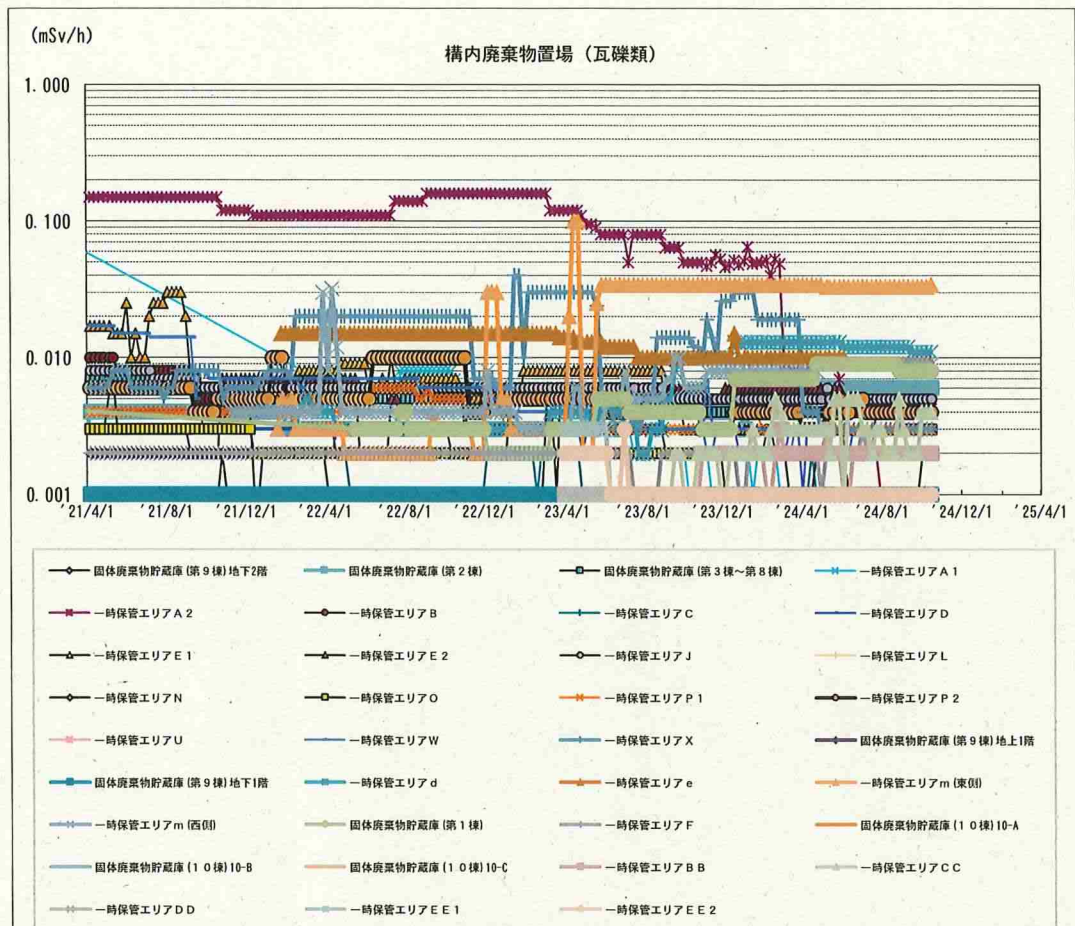 (mSv/h)
構内廃棄物置場（瓦礫類）
1.000
0.100
0.010
0.001
'21/4/1 '21/8/1 '21/12/1 '22/4/1 '22/8/1 '22/12/1 '23/4/1 '23/8/1 '23/12/1 '24/4/1 '24/8/1 '24/12/1 '25/4/1
固体廃棄物貯蔵庫(第9棟)地下2階 固体廃棄物貯蔵庫(第2棟) 固体廃棄物貯蔵庫(第3棟～第8棟) 一時保管エリアA1
一時保管エリアA2 一時保管エリアB 一時保管エリアC 一時保管エリアD
一時保管エリアE1 一時保管エリアE2 一時保管エリアJ 一時保管エリアL
一時保管エリアN 一時保管エリアO 一時保管エリアP1 一時保管エリアP2
一時保管エリアU 一時保管エリアW 一時保管エリアX 固体廃棄物貯蔵庫(第9棟)地上1階
固体廃棄物貯蔵庫(第9棟)地下1階 一時保管エリアd 一時保管エリアe 一時保管エリアm(東側)
一時保管エリアm(西側) 固体廃棄物貯蔵庫(第1棟) 一時保管エリアF 固体廃棄物貯蔵庫(10棟)10-A
固体廃棄物貯蔵庫(10棟)10-B 固体廃棄物貯蔵庫(10棟)10-C 一時保管エリアBB 一時保管エリアCC
一時保管エリアDD 一時保管エリアEE1 一時保管エリアEE2